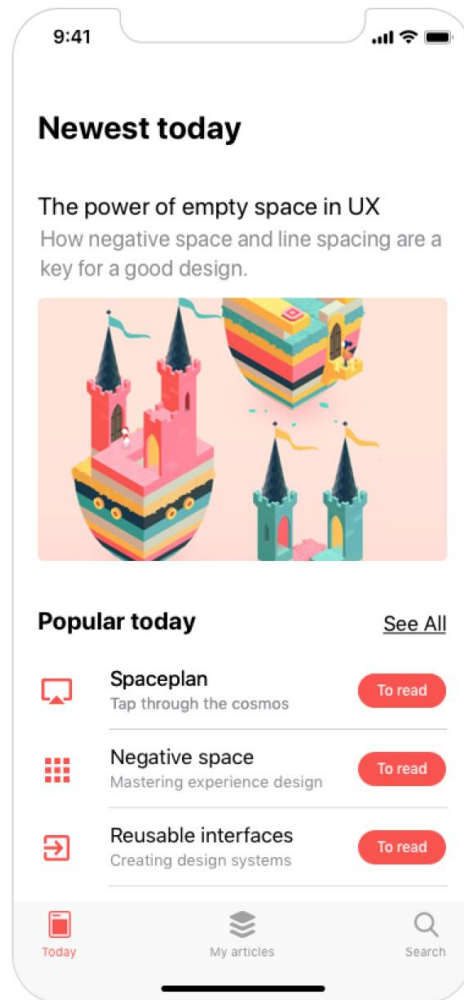 9:41
Newest today
The power of empty space in UX
How negative space and line spacing are a
key for a good design.
Popular today
See All
Spaceplan
Tap through the cosmos
To read
Negative space
Mastering experience design
To read
Reusable interfaces
Creating design systems
To read
Today
My articles
Search